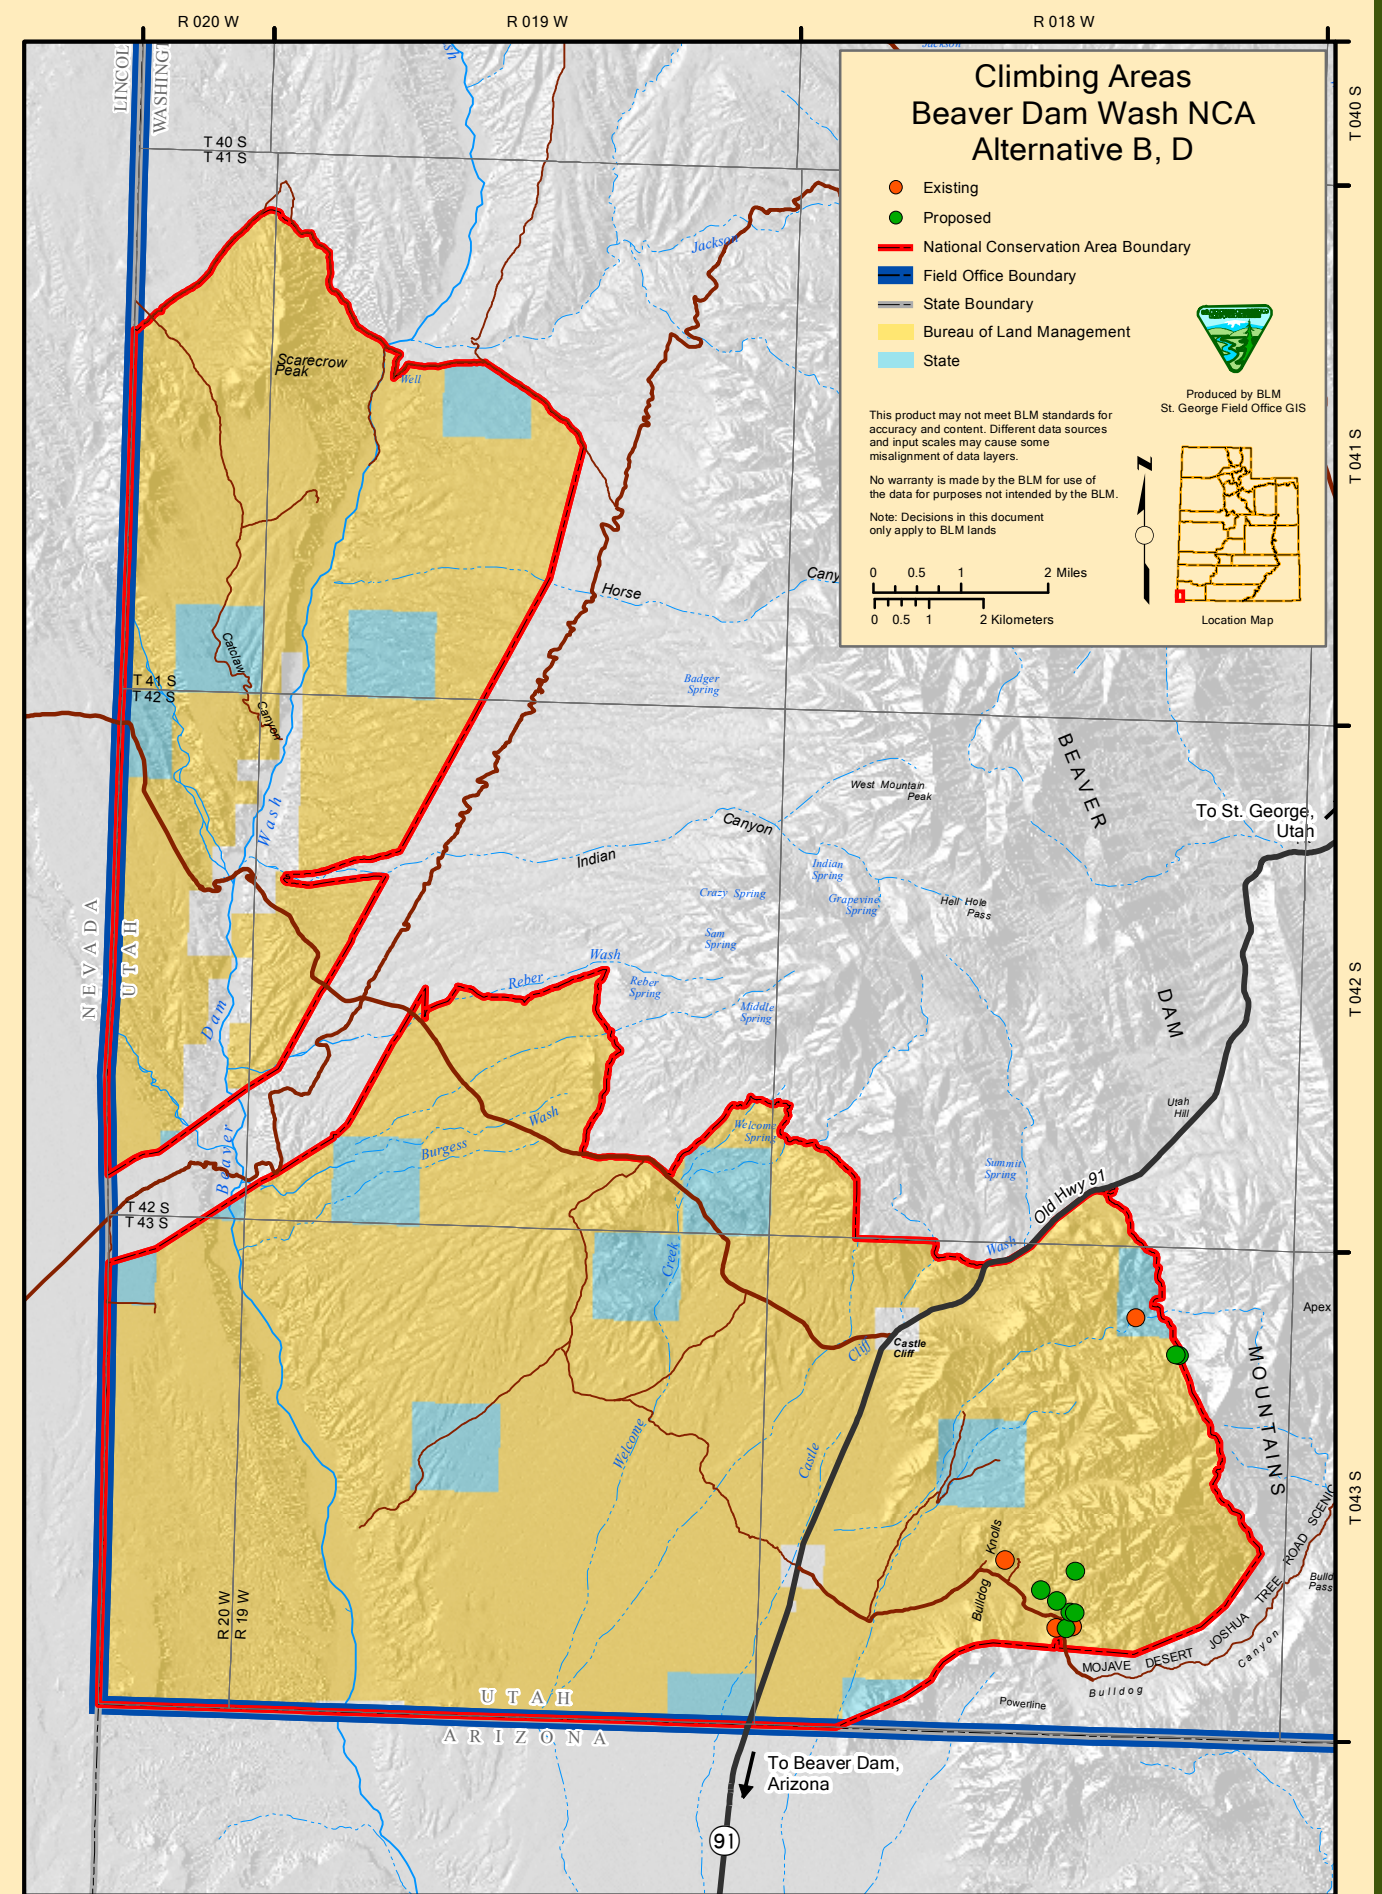 R 020 W
R 019 W
R 018 W
LINCOL
WASHINGT
T 40 S
T 41 S
Jackson
sh
Climbing Areas
Beaver Dam Wash NCA
Alternative B, D
Existing
Proposed
National Conservation Area Boundary
Field Office Boundary
State Boundary
Bureau of Land Management
State
Produced by BLM
St. George Field Office GIS
This product may not meet BLM standards for
accuracy and content. Different data sources
and input scales may cause some
misalignment of data layers.
No warranty is made by the BLM for use of
the data for purposes not intended by the BLM.
Note: Decisions in this document
only apply to BLM lands
N
0 0.5 1 2 Miles
0 0.5 1 2 Kilometers
Location Map
T 040 S
T 041 S
T 042 S
T 043 S
Jackson
Scarecrow
Peak
Well
Horse
Cany
Catclaw
Canyon
T 41 S
T 42 S
Badger
Spring
BEAVER
West Mountain
Peak
To St. George,
Utah
Wash
Canyon
Indian
Indian
Spring
Crazy Spring
Grapevine
Spring
Hell Hole
Pass
Sam
Spring
NEVADA
UTAH
Wash
Reber
Reber
Spring
Middle
Spring
DAM
Dam
Utah
Hill
Wash
Burgess
Welcome
Spring
Beaver
Summit
Spring
Old Hwy 91
T 42 S
T 43 S
Wash
Creek
Apex
Castle
Cliff
Cliff
MOUNTAINS
Welcome
Castle
Knolls
Bulldog
R 20 W
R 19 W
MOJAVE DESERT JOSHUA TREE ROAD SCENIC
Bulld
Pass
Canyon
Bulldog
Powerline
UTAH
ARIZONA
To Beaver Dam,
Arizona
91